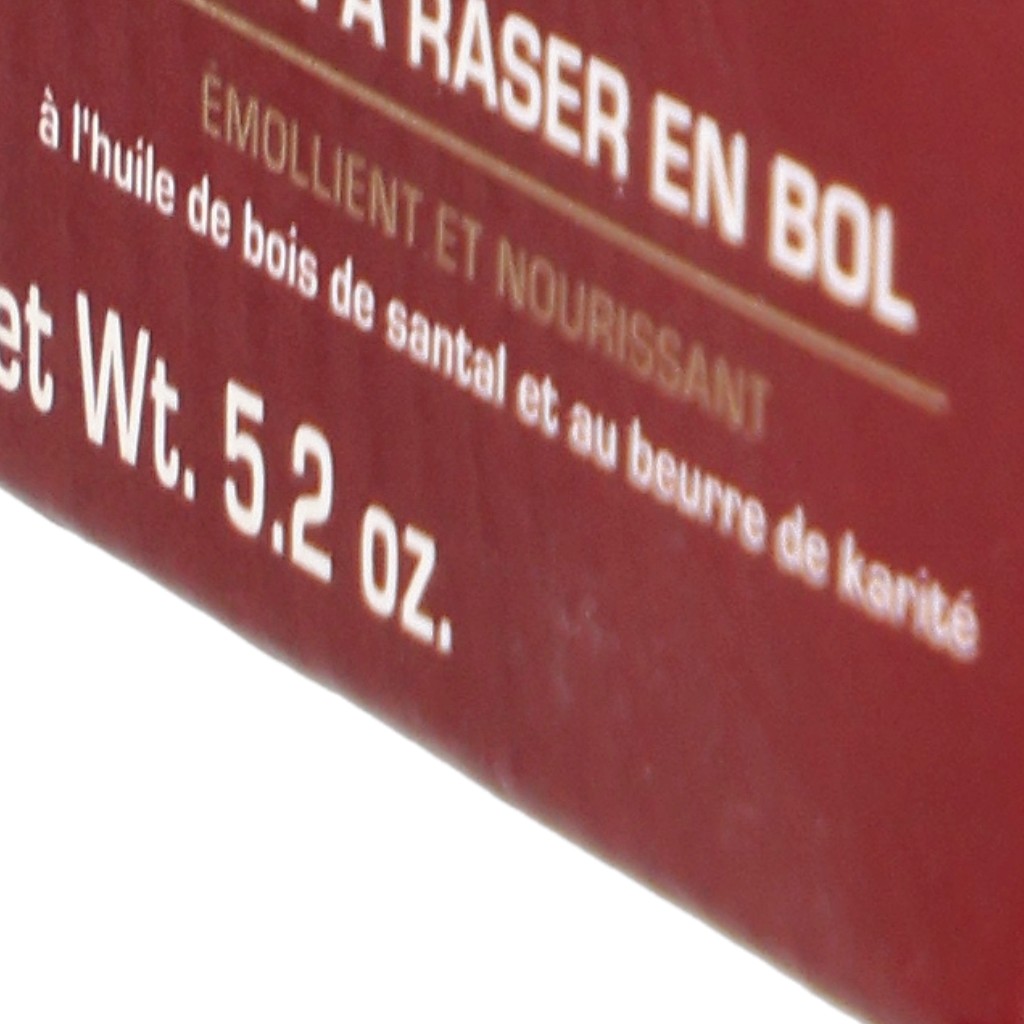 À RASER EN BOL
ÉMOLLIENT ET NOURISSANT
à l'huile de bois de santal et au beurre de karité
et Wt. 5.2 oz.